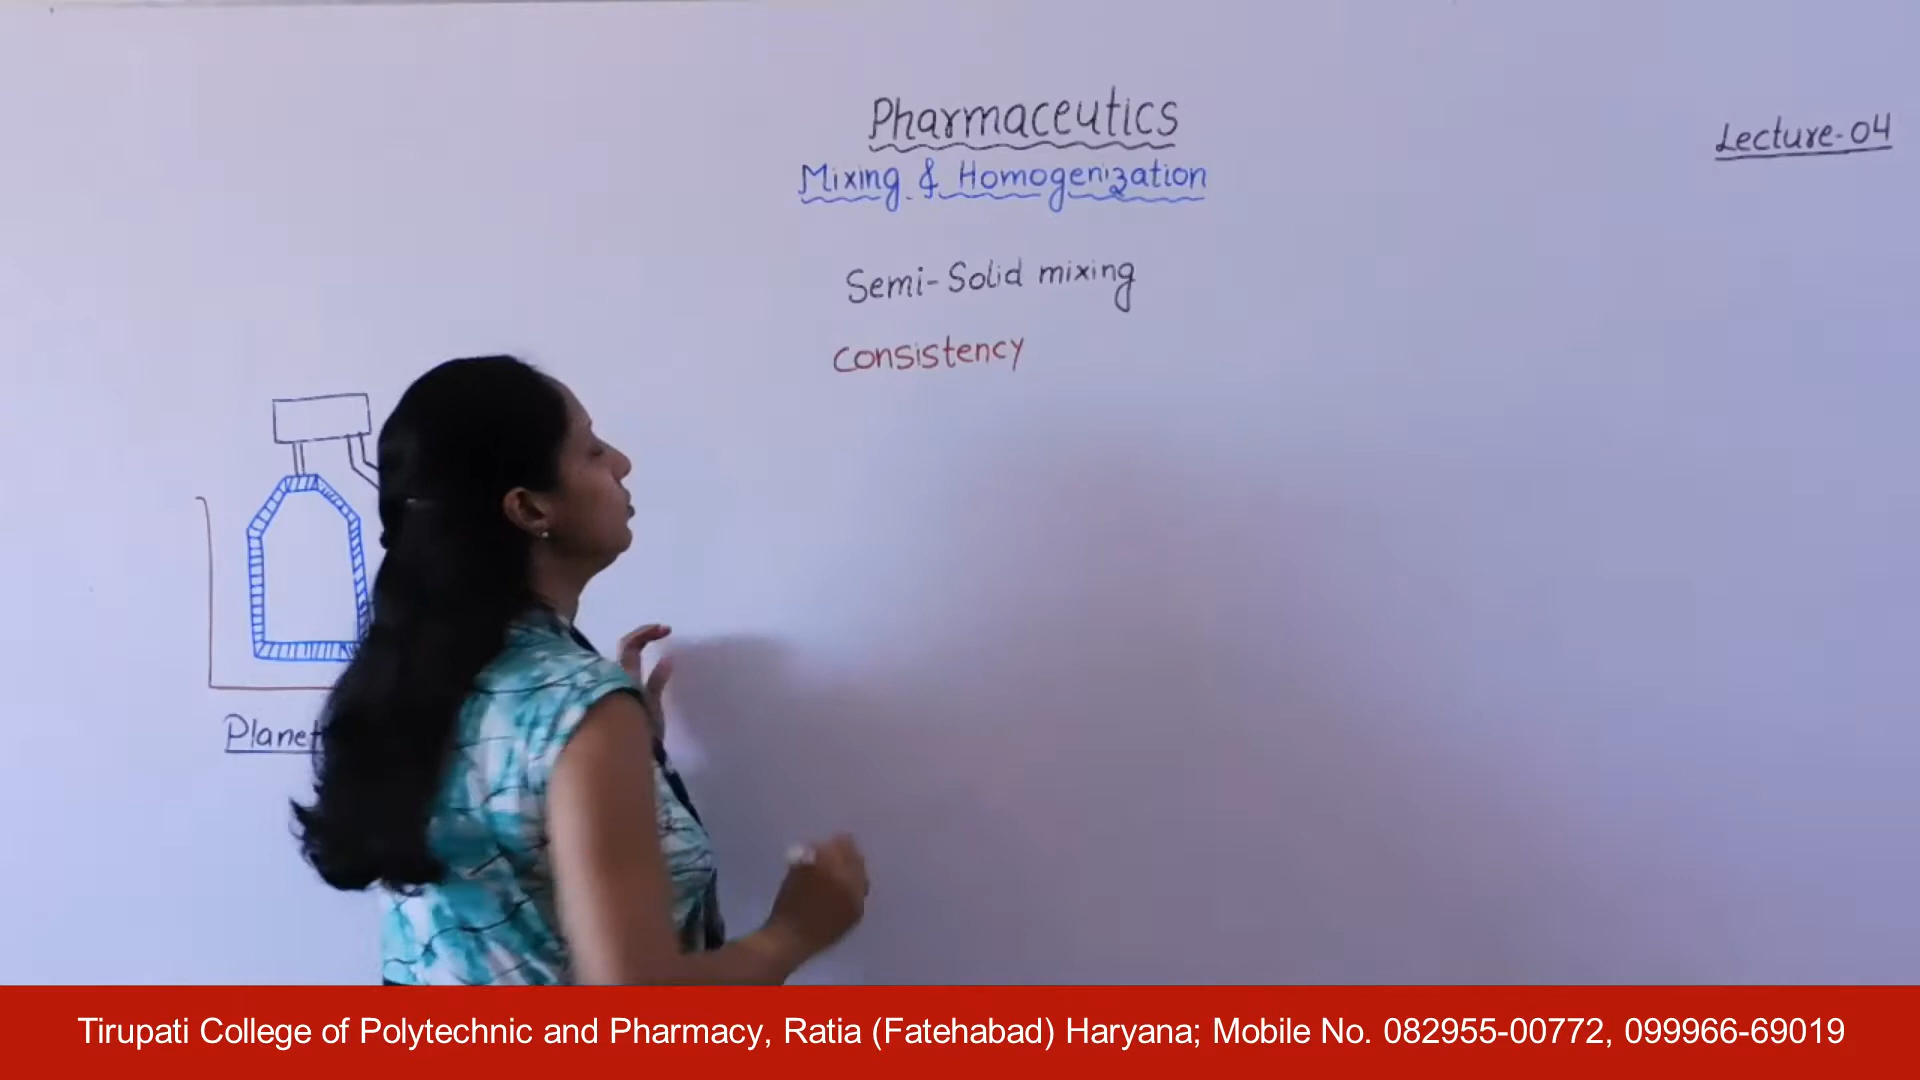 Pharmaceutics
Lecture-04
Mixing & Homogenization
Semi-Solid mixing
Consistency
Planet
Tirupati College of Polytechnic and Pharmacy, Ratia (Fatehabad) Haryana; Mobile No. 082955-00772, 099966-69019